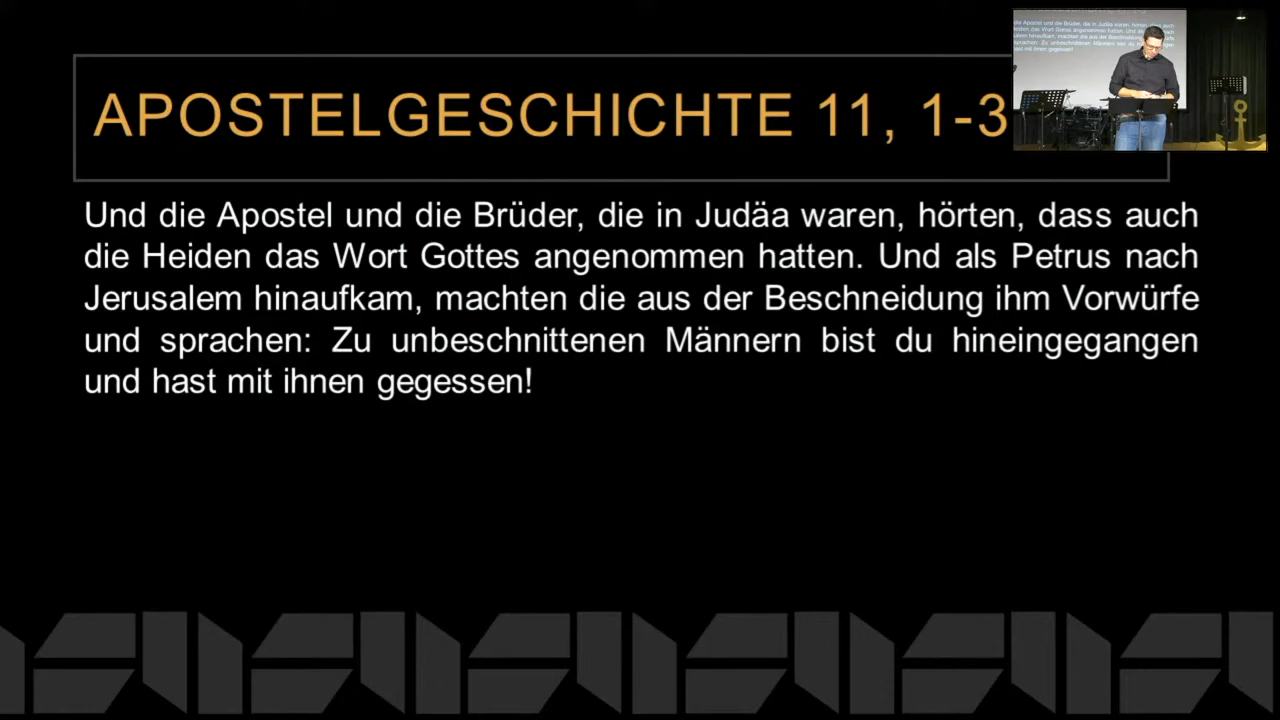 APOSTELGESCHICHTE 11, 1-3
Und die Apostel und die Brüder, die in Judäa waren, hörten, dass auch
die Heiden das Wort Gottes angenommen hatten. Und als Petrus nach
Jerusalem hinaufkam, machten die aus der Beschneidung ihm Vorwürfe
und sprachen: Zu unbeschnittenen Männern bist du hineingegangen
und hast mit ihnen gegessen!